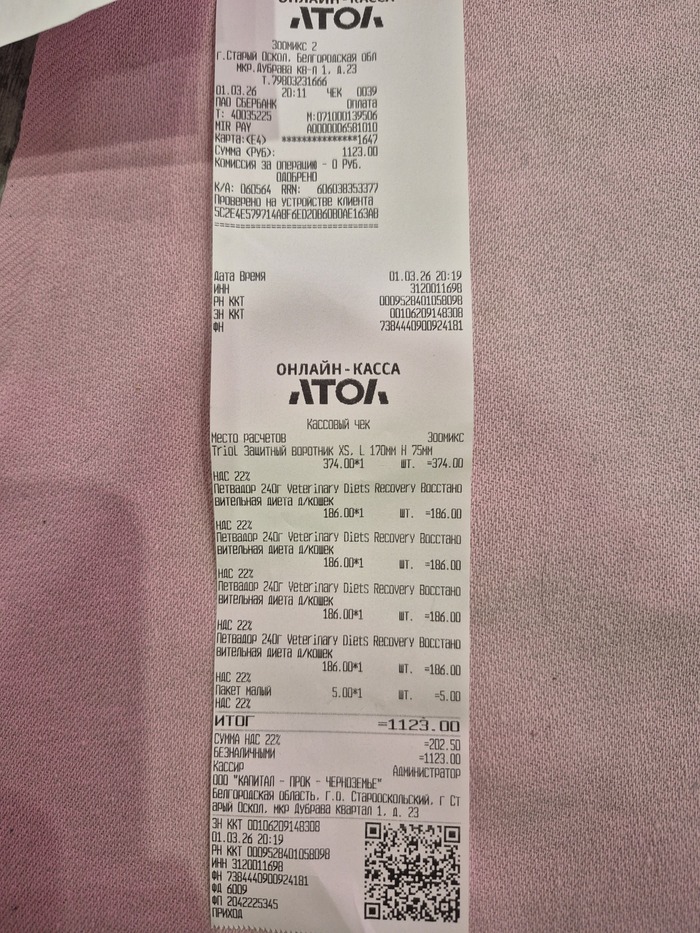 ОНЛАЙН-КАССА
АТОЛ
ЗООМИКС 2
г.Старый Оскол, Белгородская обл
мкр.Дубрава кв-л 1, д.23
Т.79803231666
01.03.26 20:11 ЧЕК 0039
ПАО СБЕРБАНК Оплата
Т: 40035225 М:071000139506
MIR PAY A0000006581010
Карта:(E4) ***************1647
Сумма (Руб): 1123.00
Комиссия за операцию - 0 Руб.
ОДОБРЕНО
К/А: 060564 RRN: 606038353377
Проверено на устройстве клиента
5C2E4E579714A8F6ED20B60B0AE163AB
================================
Дата Время 01.03.26 20:19
ИНН 3120011698
РН ККТ 0009528401058098
ЗН ККТ 00106209148308
ФН 7384440900924181
ОНЛАЙН-КАССА
АТОЛ
Кассовый чек
Место расчетов Зоомикс
Triol Защитный воротник XS, L 170мм H 75мм
374.00*1 шт. =374.00
НДС 22%
Петвадор 240г Veterinary Diets Recovery Восстано
вительная диета д/кошек
186.00*1 шт. =186.00
НДС 22%
Петвадор 240г Veterinary Diets Recovery Восстано
вительная диета д/кошек
186.00*1 шт. =186.00
НДС 22%
Петвадор 240г Veterinary Diets Recovery Восстано
вительная диета д/кошек
186.00*1 шт. =186.00
НДС 22%
Петвадор 240г Veterinary Diets Recovery Восстано
вительная диета д/кошек
186.00*1 шт. =186.00
НДС 22%
Пакет малый 5.00*1 шт. =5.00
НДС 22%
ИТОГ =1123.00
СУММА НДС 22% =202.50
БЕЗНАЛИЧНЫМИ =1123.00
Кассир Администратор
ООО "КАПИТАЛ - ПРОК - ЧЕРНОЗЕМЬЕ"
Белгородская область, Г.О. Старооскольский, г Ст
арый Оскол, мкр Дубрава квартал 1, д. 23
ЗН ККТ 00106209148308
01.03.26 20:19
РН ККТ 0009528401058098
ИНН 3120011698
ФН 7384440900924181
ФД 6009
ФП 2042225345
ПРИХОД